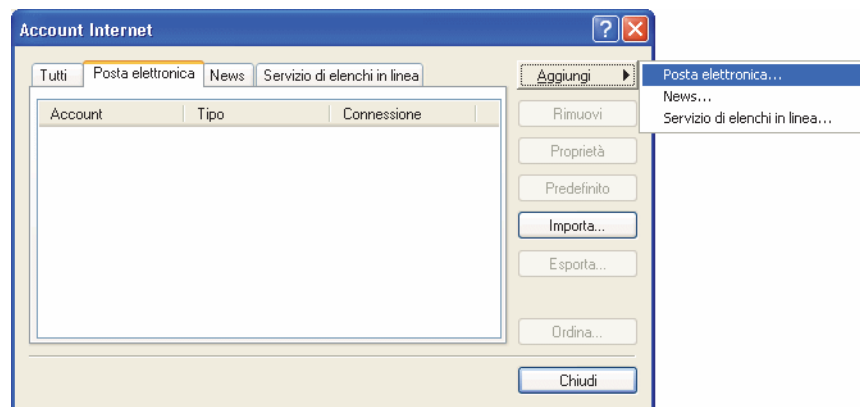 Account Internet
Tutti
Posta elettronica
News
Servizio di elenchi in linea
Account
Tipo
Connessione
Aggiungi
Rimuovi
Proprietà
Predefinito
Importa...
Esporta...
Ordina...
Chiudi
Posta elettronica...
News...
Servizio di elenchi in linea...